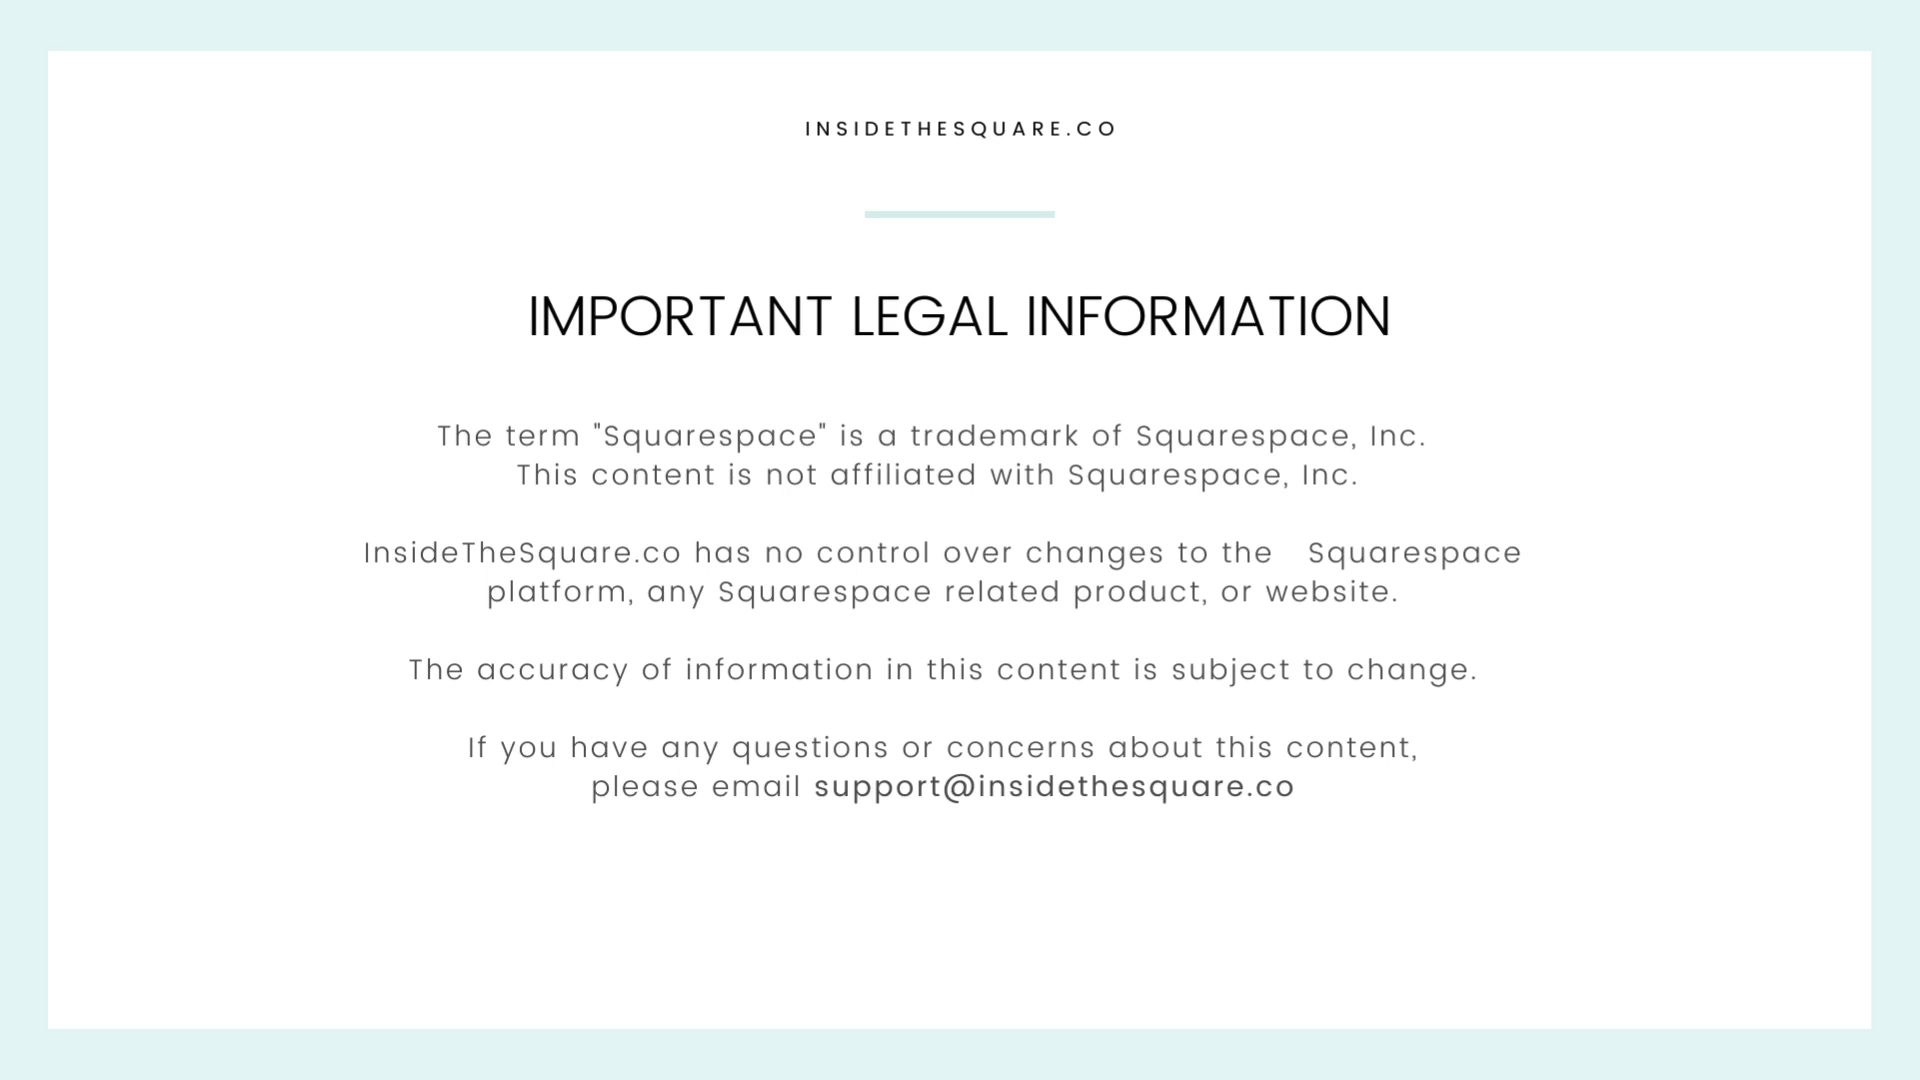 INSIDETHESQUARE.CO
IMPORTANT LEGAL INFORMATION
The term "Squarespace" is a trademark of Squarespace, Inc.
This content is not affiliated with Squarespace, Inc.
InsideTheSquare.co has no control over changes to the Squarespace
platform, any Squarespace related product, or website.
The accuracy of information in this content is subject to change.
If you have any questions or concerns about this content,
please email support@insidethesquare.co